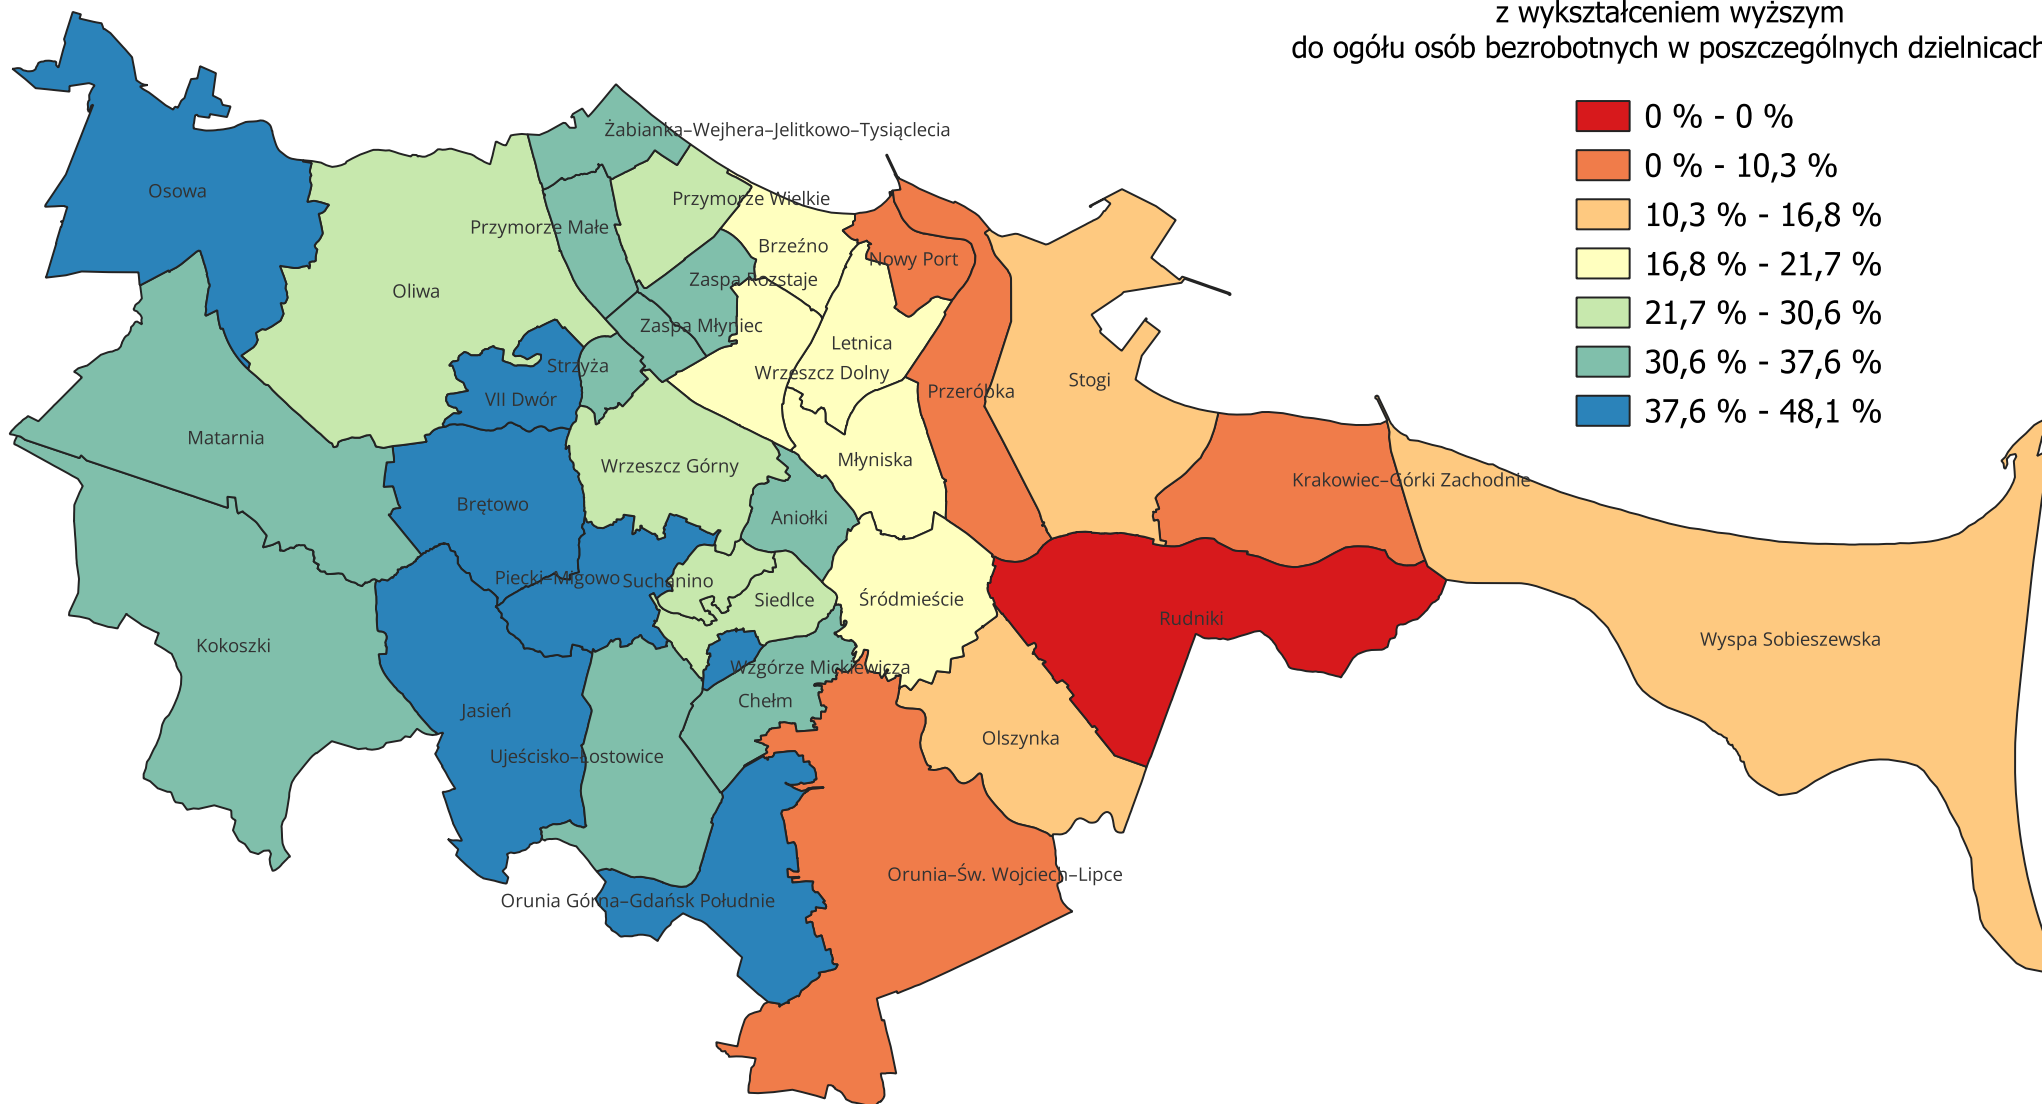 z wykształceniem wyższym
do ogółu osób bezrobotnych w poszczególnych dzielnicach
0 % - 0 %
0 % - 10,3 %
10,3 % - 16,8 %
16,8 % - 21,7 %
21,7 % - 30,6 %
30,6 % - 37,6 %
37,6 % - 48,1 %
Żabianka–Wejhera–Jelitkowo–Tysiąclecia
Osowa
Przymorze Wielkie
Przymorze Małe
Brzeźno
Nowy Port
Zaspa Rozstaje
Oliwa
Zaspa Młyniec
Letnica
Strzyża
Wrzeszcz Dolny
Stogi
Przeróbka
VII Dwór
Matarnia
Młyniska
Wrzeszcz Górny
Krakowiec–Górki Zachodnie
Brętowo
Aniołki
Piecki–Migowo
Suchanino
Siedlce
Śródmieście
Rudniki
Wyspa Sobieszewska
Kokoszki
Wzgórze Mickiewicza
Chełm
Jasień
Olszynka
Ujeścisko–Łostowice
Orunia–Św. Wojciech–Lipce
Orunia Górna–Gdańsk Południe